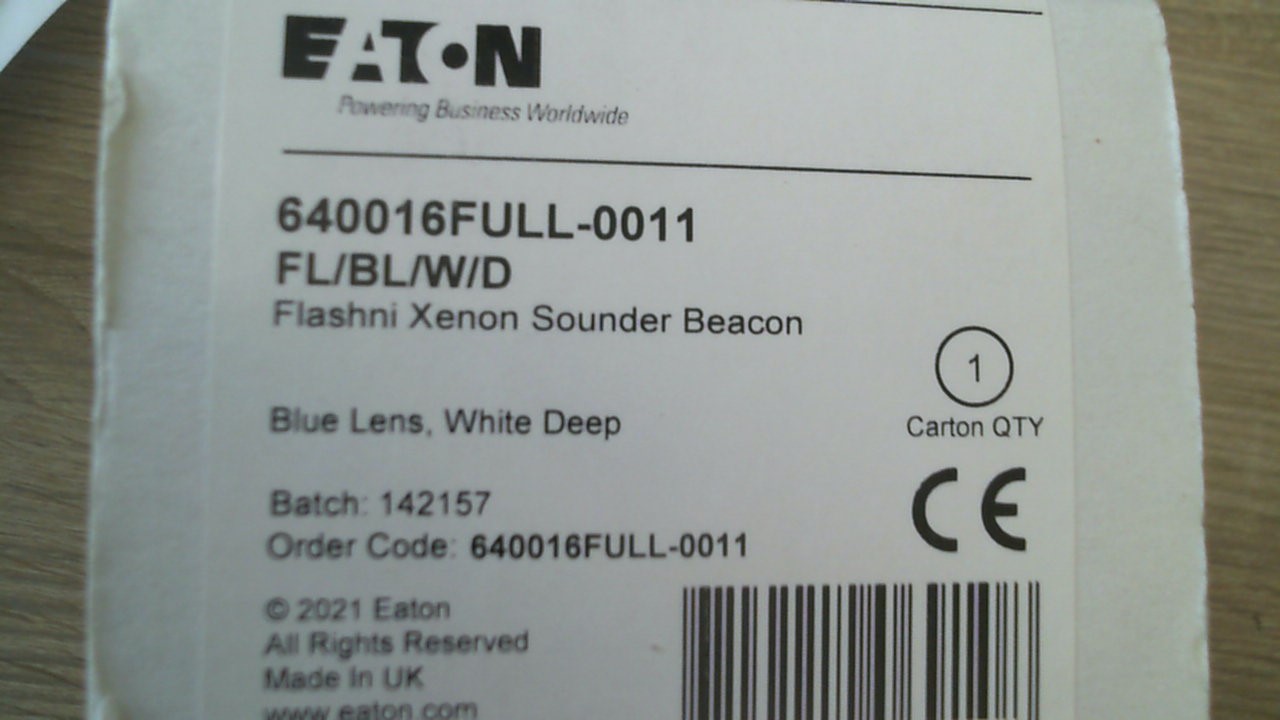 EATON
Powering Business Worldwide
640016FULL-0011
FL/BL/W/D
Flashni Xenon Sounder Beacon
1
Carton QTY
Blue Lens, White Deep
CE
Batch: 142157
Order Code: 640016FULL-0011
© 2021 Eaton
All Rights Reserved
Made In UK
www.eaton.com